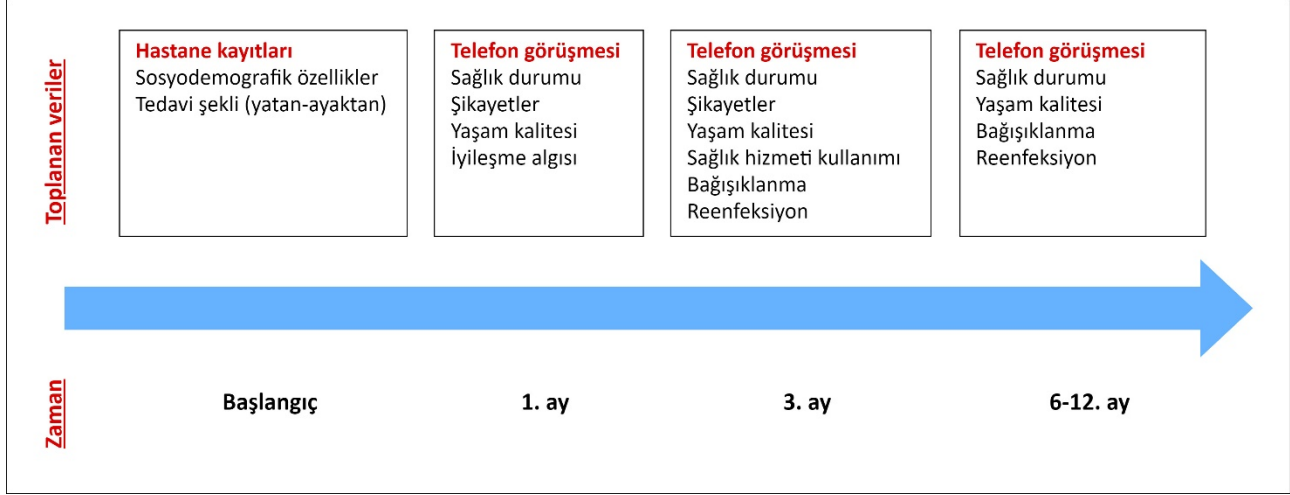 Toplanan veriler
Hastane kayıtları
Sosyodemografik özellikler
Tedavi şekli (yatan-ayaktan)
Telefon görüşmesi
Sağlık durumu
Şikayetler
Yaşam kalitesi
İyileşme algısı
Telefon görüşmesi
Sağlık durumu
Şikayetler
Yaşam kalitesi
Sağlık hizmeti kullanımı
Bağışıklanma
Reenfeksiyon
Telefon görüşmesi
Sağlık durumu
Yaşam kalitesi
Bağışıklanma
Reenfeksiyon
Zaman
Başlangıç
1. ay
3. ay
6-12. ay